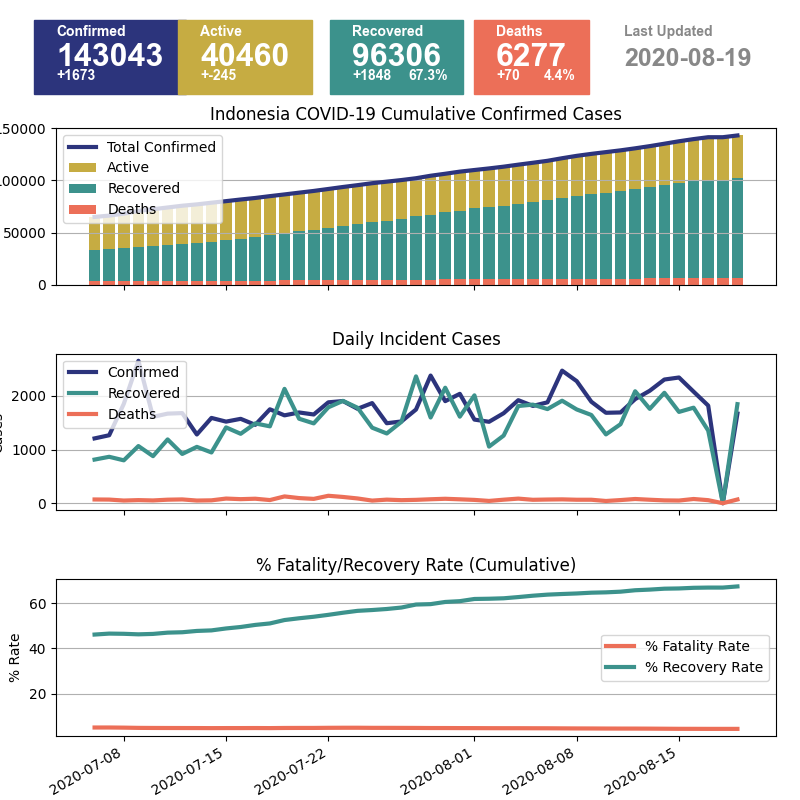 Confirmed
143043
+1673
Active
40460
+-245
Recovered
96306
+1848 67.3%
Deaths
6277
+70 4.4%
Last Updated
2020-08-19
Indonesia COVID-19 Cumulative Confirmed Cases
150000
100000
50000
0
Total Confirmed
Active
Recovered
Deaths
Daily Incident Cases
2000
1000
0
Confirmed
Recovered
Deaths
% Fatality/Recovery Rate (Cumulative)
% Rate
60
40
20
% Fatality Rate
% Recovery Rate
2020-07-08
2020-07-15
2020-07-22
2020-08-01
2020-08-08
2020-08-15